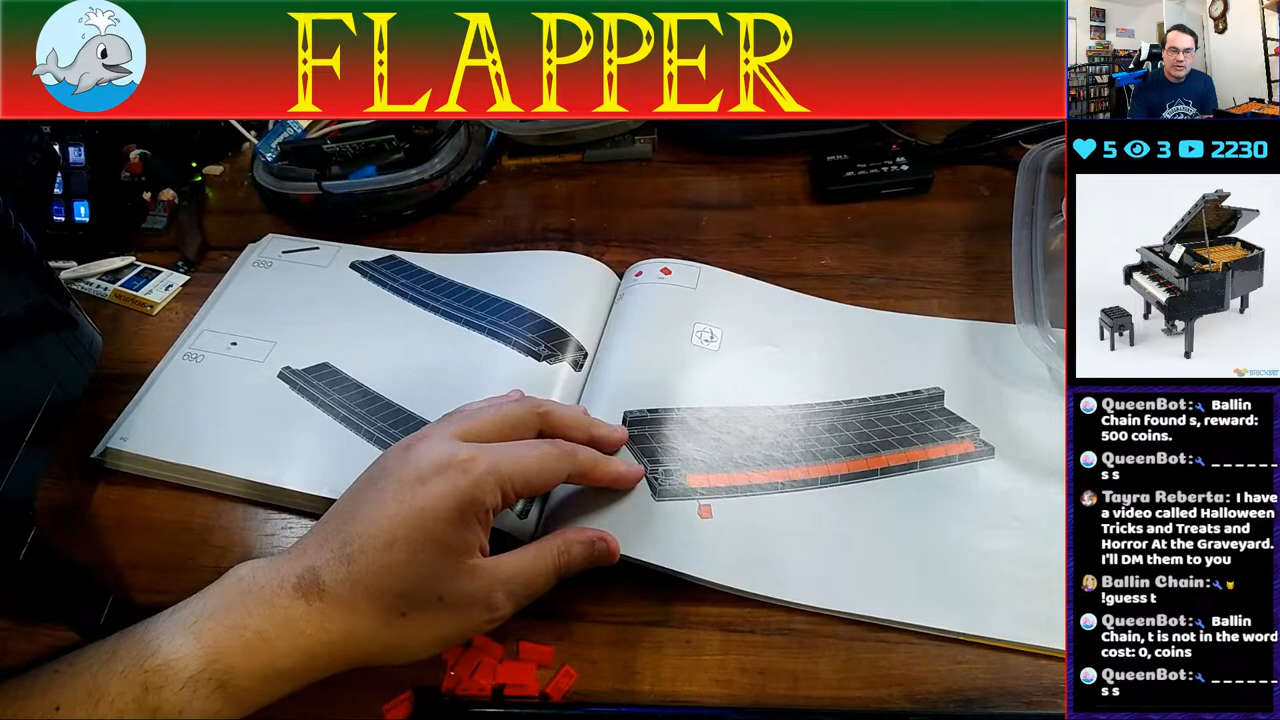 FLAPPER
5 3 2230
689
690
BRICKSET
QueenBot: Ballin
Chain found s, reward:
500 coins.
QueenBot: _ _ _ _ _ _
s s
Tayra Reberta: I have
a video called Halloween
Tricks and Treats and
Horror At the Graveyard.
I'll DM them to you
Ballin Chain:
!guess t
QueenBot: Ballin
Chain, t is not in the word
cost: 0, coins
QueenBot: _ _ _ _ _ _
s s